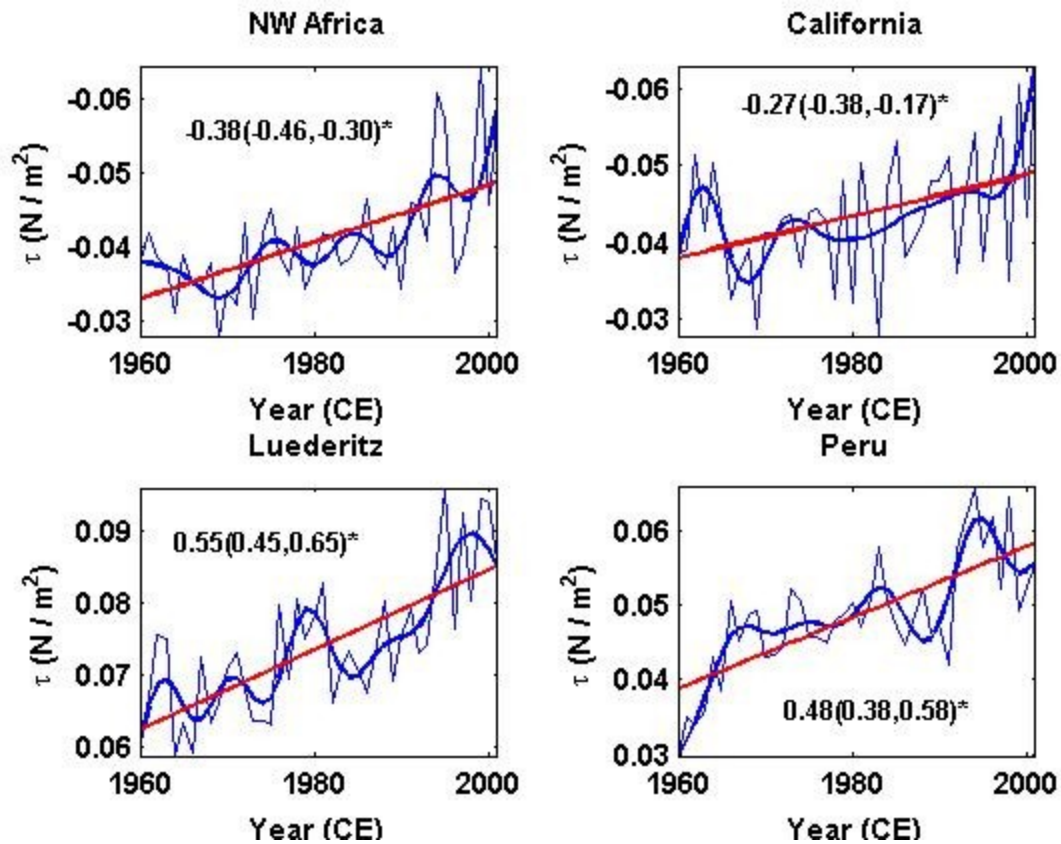 NW Africa
-0.06
-0.05
-0.04
-0.03
τ (N / m²)
-0.38(-0.46,-0.30)*
1960
1980
2000
Year (CE)
California
-0.06
-0.05
-0.04
-0.03
τ (N / m²)
-0.27(-0.38,-0.17)*
1960
1980
2000
Year (CE)
Luederitz
0.09
0.08
0.07
0.06
τ (N / m²)
0.55(0.45,0.65)*
1960
1980
2000
Year (CE)
Peru
0.06
0.05
0.04
0.03
τ (N / m²)
0.48(0.38,0.58)*
1960
1980
2000
Year (CE)